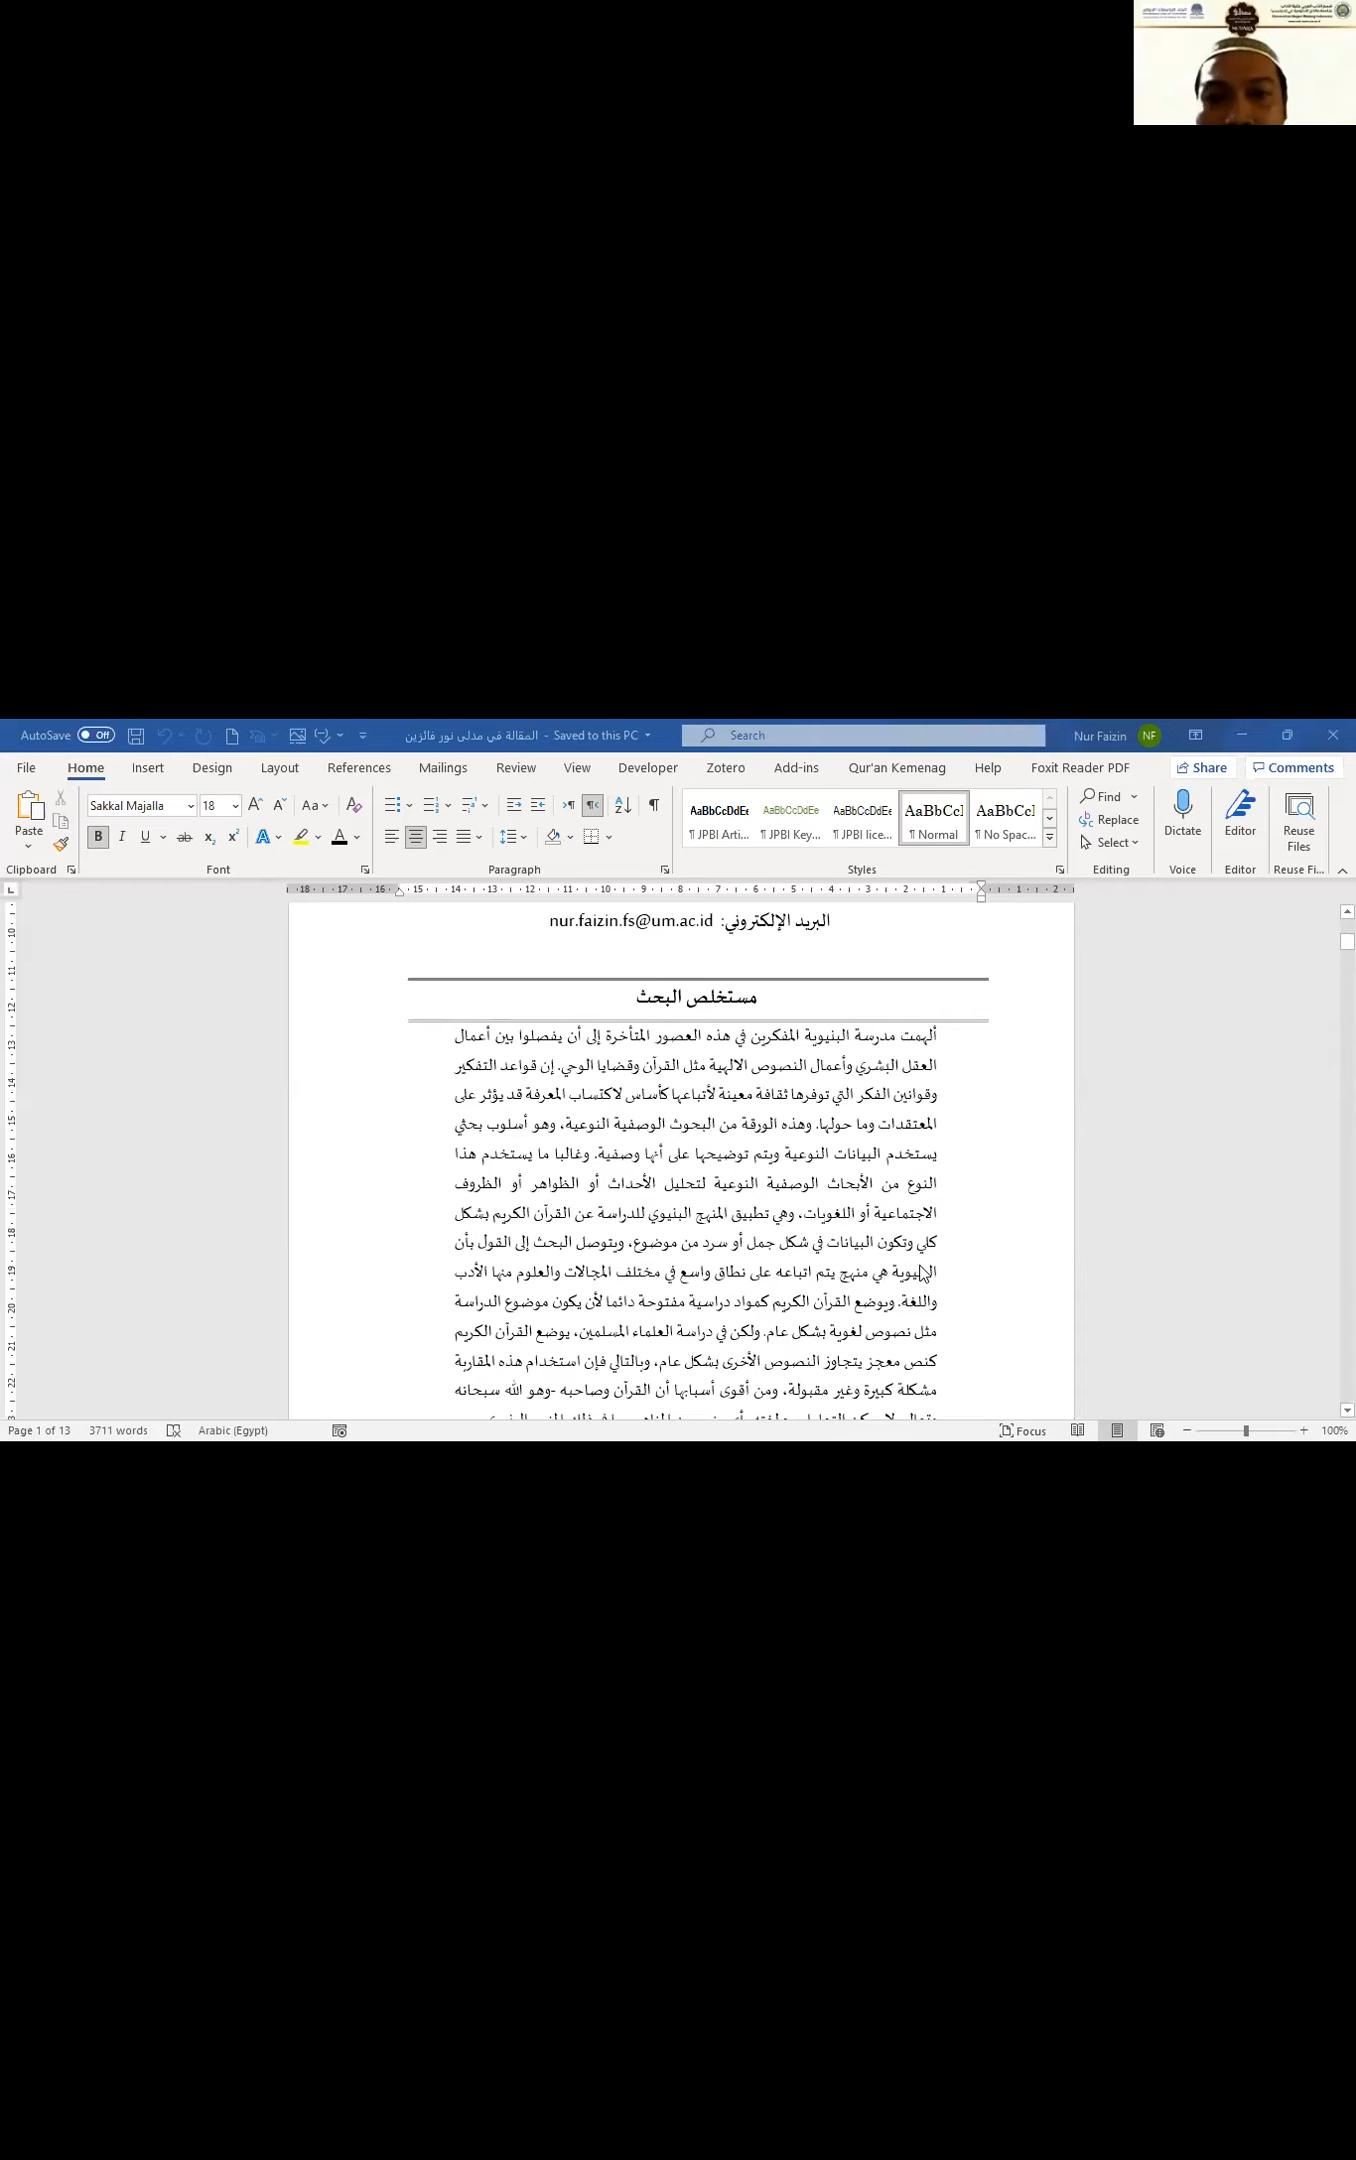 AutoSave Off المقالة في مدلى نور فائزين - Saved to this PC Search Nur Faizin NF
File Home Insert Design Layout References Mailings Review View Developer Zotero Add-ins Qur'an Kemenag Help Foxit Reader PDF Share Comments
Paste Sakkal Majalla 18 Find Replace Select Dictate Editor Reuse Files
AaBbCcDdEe AaBbCcDdEe AaBbCcDdEe AaBbCcI AaBbCcI
¶ JPBI Arti... ¶ JPBI Key... ¶ JPBI lice... ¶ Normal ¶ No Spac...
Clipboard Font Paragraph Styles Editing Voice Editor Reuse Fi...
البريد الإلكتروني: nur.faizin.fs@um.ac.id
مستخلص البحث
ألهمت مدرسة البنيوية المفكرين في هذه العصور المتأخرة إلى أن يفصلوا بين أعمال
العقل البشري وأعمال النصوص الالهية مثل القرآن وقضايا الوحي. إن قواعد التفكير
وقوانين الفكر التي توفرها ثقافة معينة لأتباعها كأساس لاكتساب المعرفة قد يؤثر على
المعتقدات وما حولها. وهذه الورقة من البحوث الوصفية النوعية، وهو أسلوب بحثي
يستخدم البيانات النوعية ويتم توضيحها على أنها وصفية. وغالبا ما يستخدم هذا
النوع من الأبحاث الوصفية النوعية لتحليل الأحداث أو الظواهر أو الظروف
الاجتماعية أو اللغويات، وهي تطبيق المنهج البنيوي للدراسة عن القرآن الكريم بشكل
كلي وتكون البيانات في شكل جمل أو سرد من موضوع، ويتوصل البحث إلى القول بأن
البنيوية هي منهج يتم اتباعه على نطاق واسع في مختلف المجالات والعلوم منها الأدب
واللغة. ويوضع القرآن الكريم كمواد دراسية مفتوحة دائما لأن يكون موضوع الدراسة
مثل نصوص لغوية بشكل عام. ولكن في دراسة العلماء المسلمين، يوضع القرآن الكريم
كنص معجز يتجاوز النصوص الأخرى بشكل عام، وبالتالي فإن استخدام هذه المقاربة
مشكلة كبيرة وغير مقبولة، ومن أقوى أسبابها أن القرآن وصاحبه -وهو الله سبحانه
Page 1 of 13 3711 words Arabic (Egypt) Focus 100%